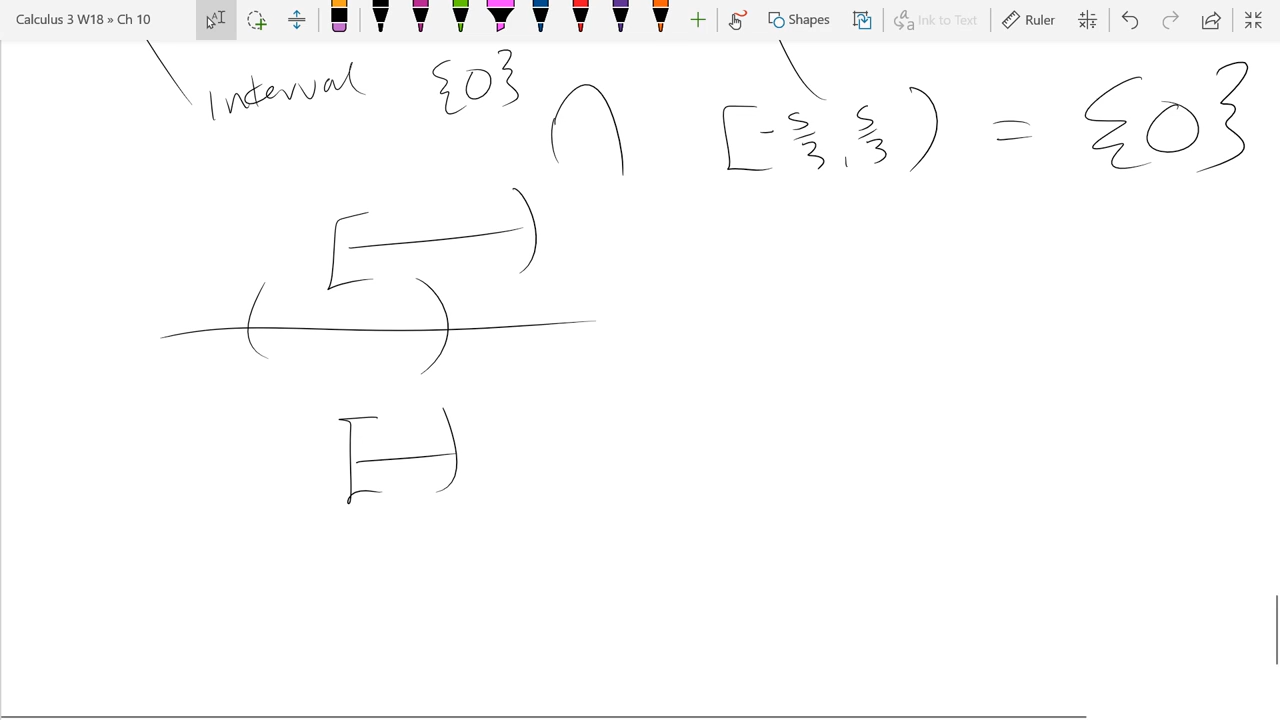 Calculus 3 W18 » Ch 10
Shapes
Ink to Text
Ruler
Interval {0} ∩ [-5/3, 5/3) = {0}